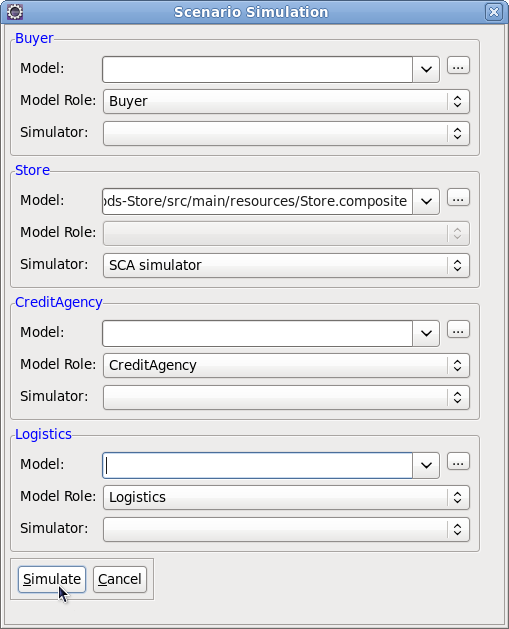 Scenario Simulation
Buyer
Model:
...
Model Role: Buyer
Simulator:
Store
Model: ds-Store/src/main/resources/Store.composite
...
Model Role:
Simulator: SCA simulator
CreditAgency
Model:
...
Model Role: CreditAgency
Simulator:
Logistics
Model:
...
Model Role: Logistics
Simulator:
Simulate Cancel